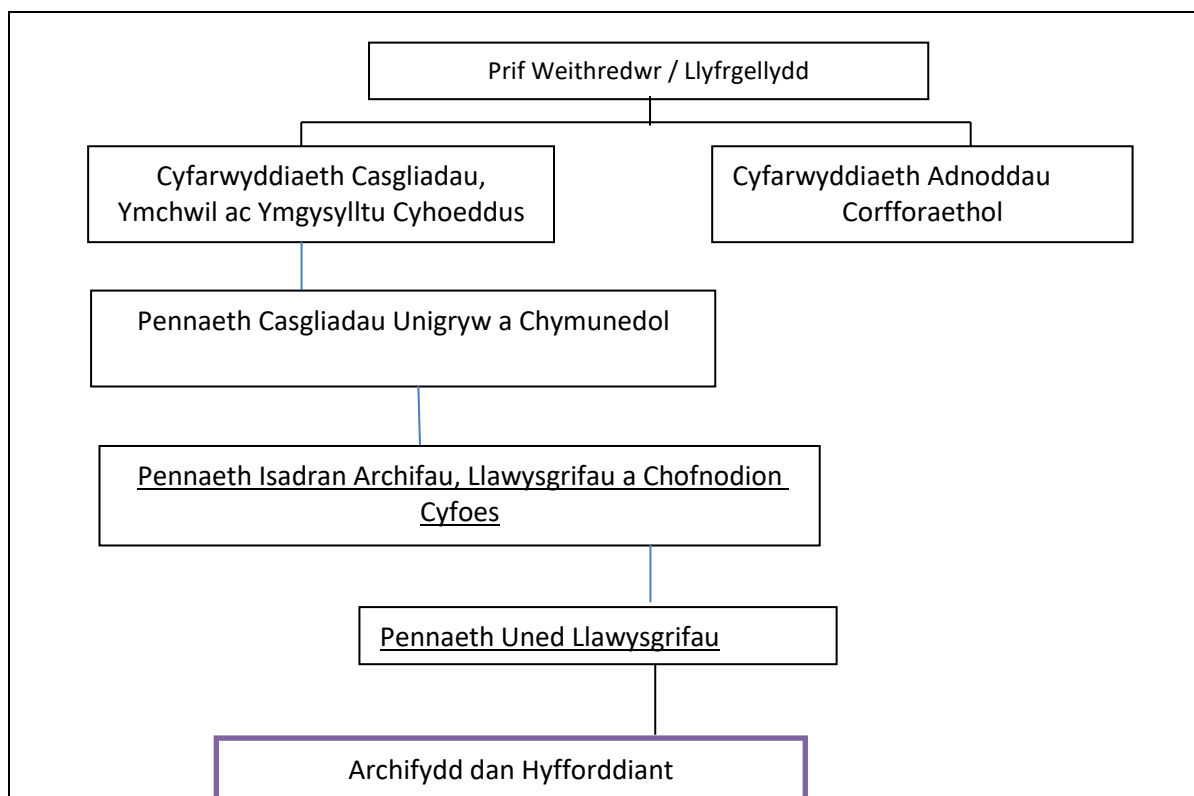 Prif Weithredwr / Llyfrgellydd
Cyfarwyddiaeth Casgliadau,
Ymchwil ac Ymgysylltu Cyhoeddus
Cyfarwyddiaeth Adnoddau
Corfforaethol
Pennaeth Casgliadau Unigryw a Chymunedol
Pennaeth Isadran Archifau, Llawysgrifau a Chofnodion
Cyfoes
Pennaeth Uned Llawysgrifau
Archifydd dan Hyfforddiant